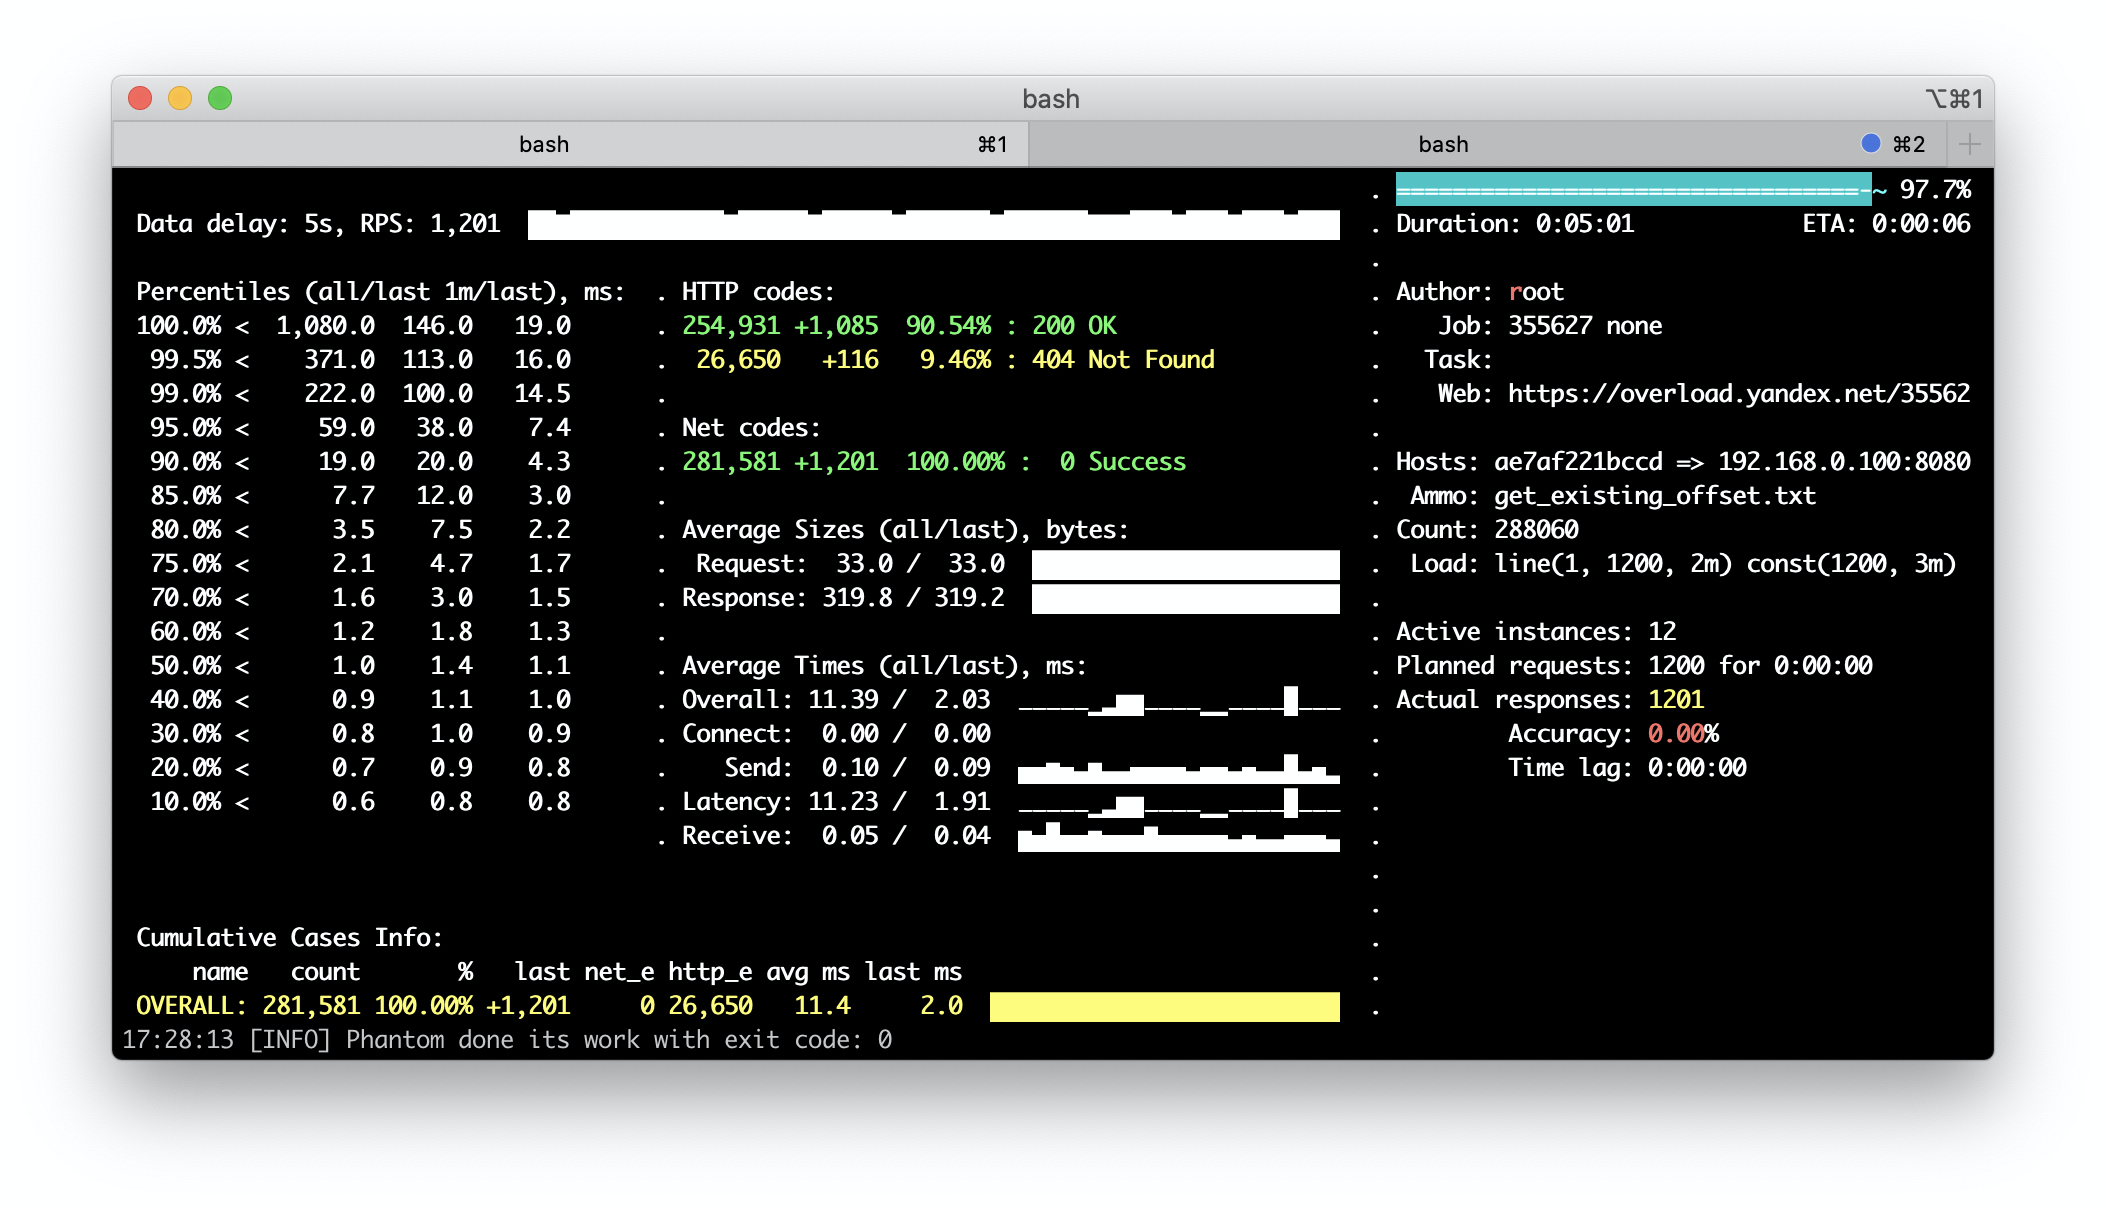 bash ⌥⌘1
bash ⌘1 bash ⌘2 +
Data delay: 5s, RPS: 1,201
Percentiles (all/last 1m/last), ms:
100.0% < 1,080.0 146.0 19.0
99.5% < 371.0 113.0 16.0
99.0% < 222.0 100.0 14.5
95.0% < 59.0 38.0 7.4
90.0% < 19.0 20.0 4.3
85.0% < 7.7 12.0 3.0
80.0% < 3.5 7.5 2.2
75.0% < 2.1 4.7 1.7
70.0% < 1.6 3.0 1.5
60.0% < 1.2 1.8 1.3
50.0% < 1.0 1.4 1.1
40.0% < 0.9 1.1 1.0
30.0% < 0.8 1.0 0.9
20.0% < 0.7 0.9 0.8
10.0% < 0.6 0.8 0.8
. HTTP codes:
. 254,931 +1,085 90.54% : 200 OK
. 26,650 +116 9.46% : 404 Not Found
.
. Net codes:
. 281,581 +1,201 100.00% : 0 Success
.
. Average Sizes (all/last), bytes:
. Request: 33.0 / 33.0
. Response: 319.8 / 319.2
.
. Average Times (all/last), ms:
. Overall: 11.39 / 2.03
. Connect: 0.00 / 0.00
. Send: 0.10 / 0.09
. Latency: 11.23 / 1.91
. Receive: 0.05 / 0.04
Cumulative Cases Info:
name count % last net_e http_e avg ms last ms
OVERALL: 281,581 100.00% +1,201 0 26,650 11.4 2.0
. =================================-~ 97.7%
. Duration: 0:05:01 ETA: 0:00:06
.
. Author: root
. Job: 355627 none
. Task:
. Web: https://overload.yandex.net/35562
.
. Hosts: ae7af221bccd => 192.168.0.100:8080
. Ammo: get_existing_offset.txt
. Count: 288060
. Load: line(1, 1200, 2m) const(1200, 3m)
.
. Active instances: 12
. Planned requests: 1200 for 0:00:00
. Actual responses: 1201
. Accuracy: 0.00%
. Time lag: 0:00:00
.
.
.
.
.
.
.
17:28:13 [INFO] Phantom done its work with exit code: 0